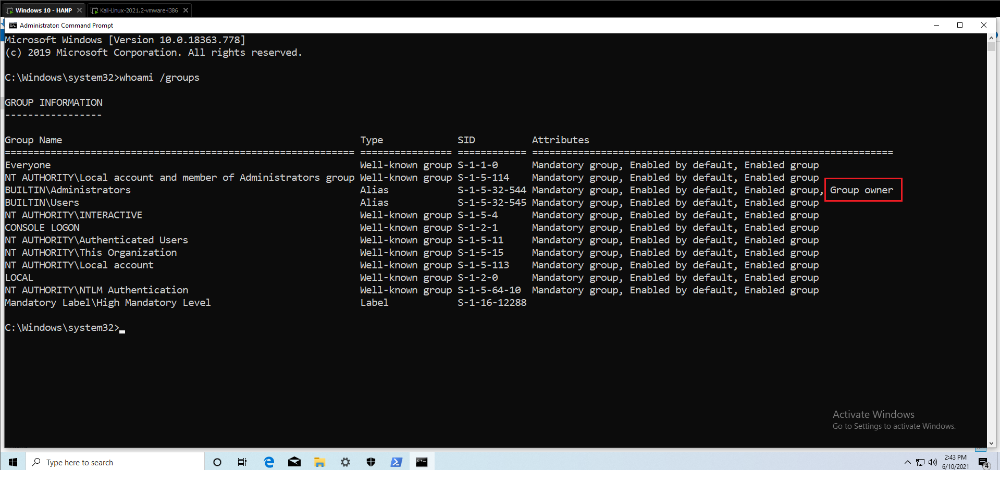 Windows 10 - HANP
Kali-Linux-2021.2-vmware-i386
Administrator: Command Prompt
Microsoft Windows [Version 10.0.18363.778]
(c) 2019 Microsoft Corporation. All rights reserved.
C:\Windows\system32>whoami /groups
GROUP INFORMATION
-----------------
Group Name Type SID Attributes
============================================================= ================ ============ ===============================================================
Everyone Well-known group S-1-1-0 Mandatory group, Enabled by default, Enabled group
NT AUTHORITY\Local account and member of Administrators group Well-known group S-1-5-114 Mandatory group, Enabled by default, Enabled group
BUILTIN\Administrators Alias S-1-5-32-544 Mandatory group, Enabled by default, Enabled group, Group owner
BUILTIN\Users Alias S-1-5-32-545 Mandatory group, Enabled by default, Enabled group
NT AUTHORITY\INTERACTIVE Well-known group S-1-5-4 Mandatory group, Enabled by default, Enabled group
CONSOLE LOGON Well-known group S-1-2-1 Mandatory group, Enabled by default, Enabled group
NT AUTHORITY\Authenticated Users Well-known group S-1-5-11 Mandatory group, Enabled by default, Enabled group
NT AUTHORITY\This Organization Well-known group S-1-5-15 Mandatory group, Enabled by default, Enabled group
NT AUTHORITY\Local account Well-known group S-1-5-113 Mandatory group, Enabled by default, Enabled group
LOCAL Well-known group S-1-2-0 Mandatory group, Enabled by default, Enabled group
NT AUTHORITY\NTLM Authentication Well-known group S-1-5-64-10 Mandatory group, Enabled by default, Enabled group
Mandatory Label\High Mandatory Level Label S-1-16-12288
C:\Windows\system32>
Activate Windows
Go to Settings to activate Windows.
Type here to search
2:43 PM
6/10/2021
4